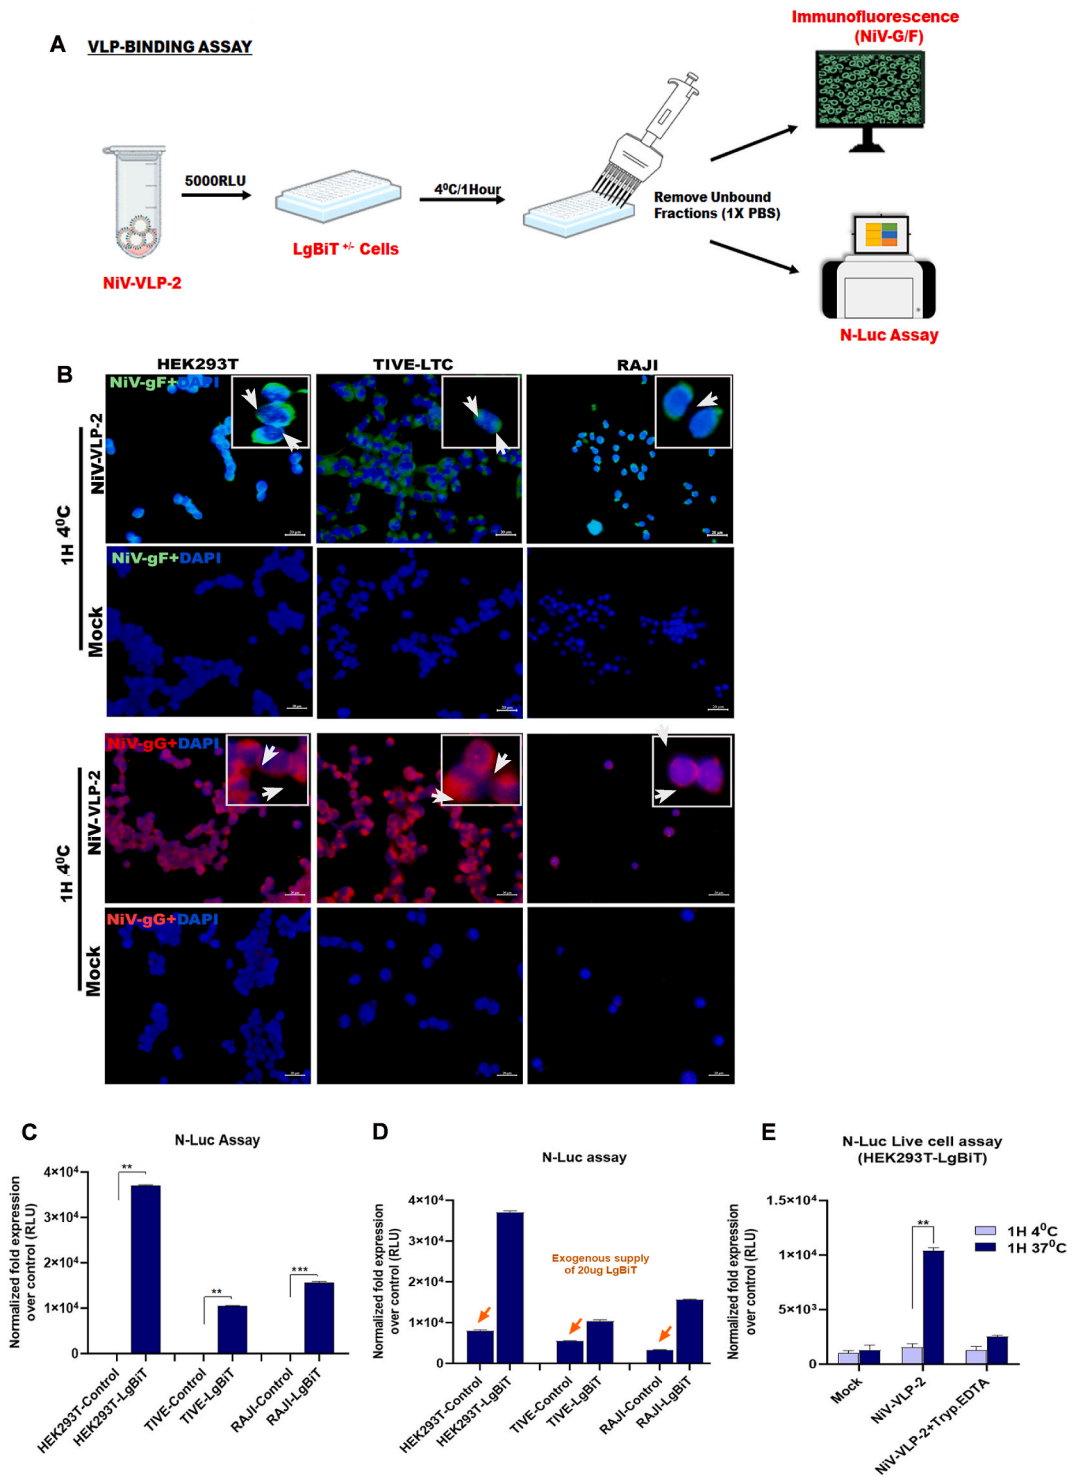 A
VLP-BINDING ASSAY
Immunofluorescence
(NiV-G/F)
5000RLU
4⁰C/1Hour
Remove Unbound
Fractions (1X PBS)
LgBiT +/- Cells
NiV-VLP-2
N-Luc Assay
B
HEK293T
TIVE-LTC
RAJI
NiV-gF+DAPI
NiV-VLP-2
1H 4⁰C
NiV-gF+DAPI
Mock
NiV-gG+DAPI
NiV-VLP-2
1H 4⁰C
NiV-gG+DAPI
Mock
C
N-Luc Assay
Normalized fold expression
over control (RLU)
4×10⁴
3×10⁴
2×10⁴
1×10⁴
0
**
**
***
HEK293T-Control
HEK293T-LgBiT
TIVE-Control
TIVE-LgBiT
RAJI-Control
RAJI-LgBiT
D
N-Luc assay
Normalized fold expression
over control (RLU)
4×10⁴
3×10⁴
2×10⁴
1×10⁴
0
Exogenous supply
of 20ug LgBiT
HEK293T-Control
HEK293T-LgBiT
TIVE-Control
TIVE-LgBiT
RAJI-Control
RAJI-LgBiT
E
N-Luc Live cell assay
(HEK293T-LgBiT)
Normalized fold expression
over control (RLU)
1.5×10⁴
1×10⁴
5×10³
0
**
1H 4⁰C
1H 37⁰C
Mock
NiV-VLP-2
NiV-VLP-2+Tryp.EDTA